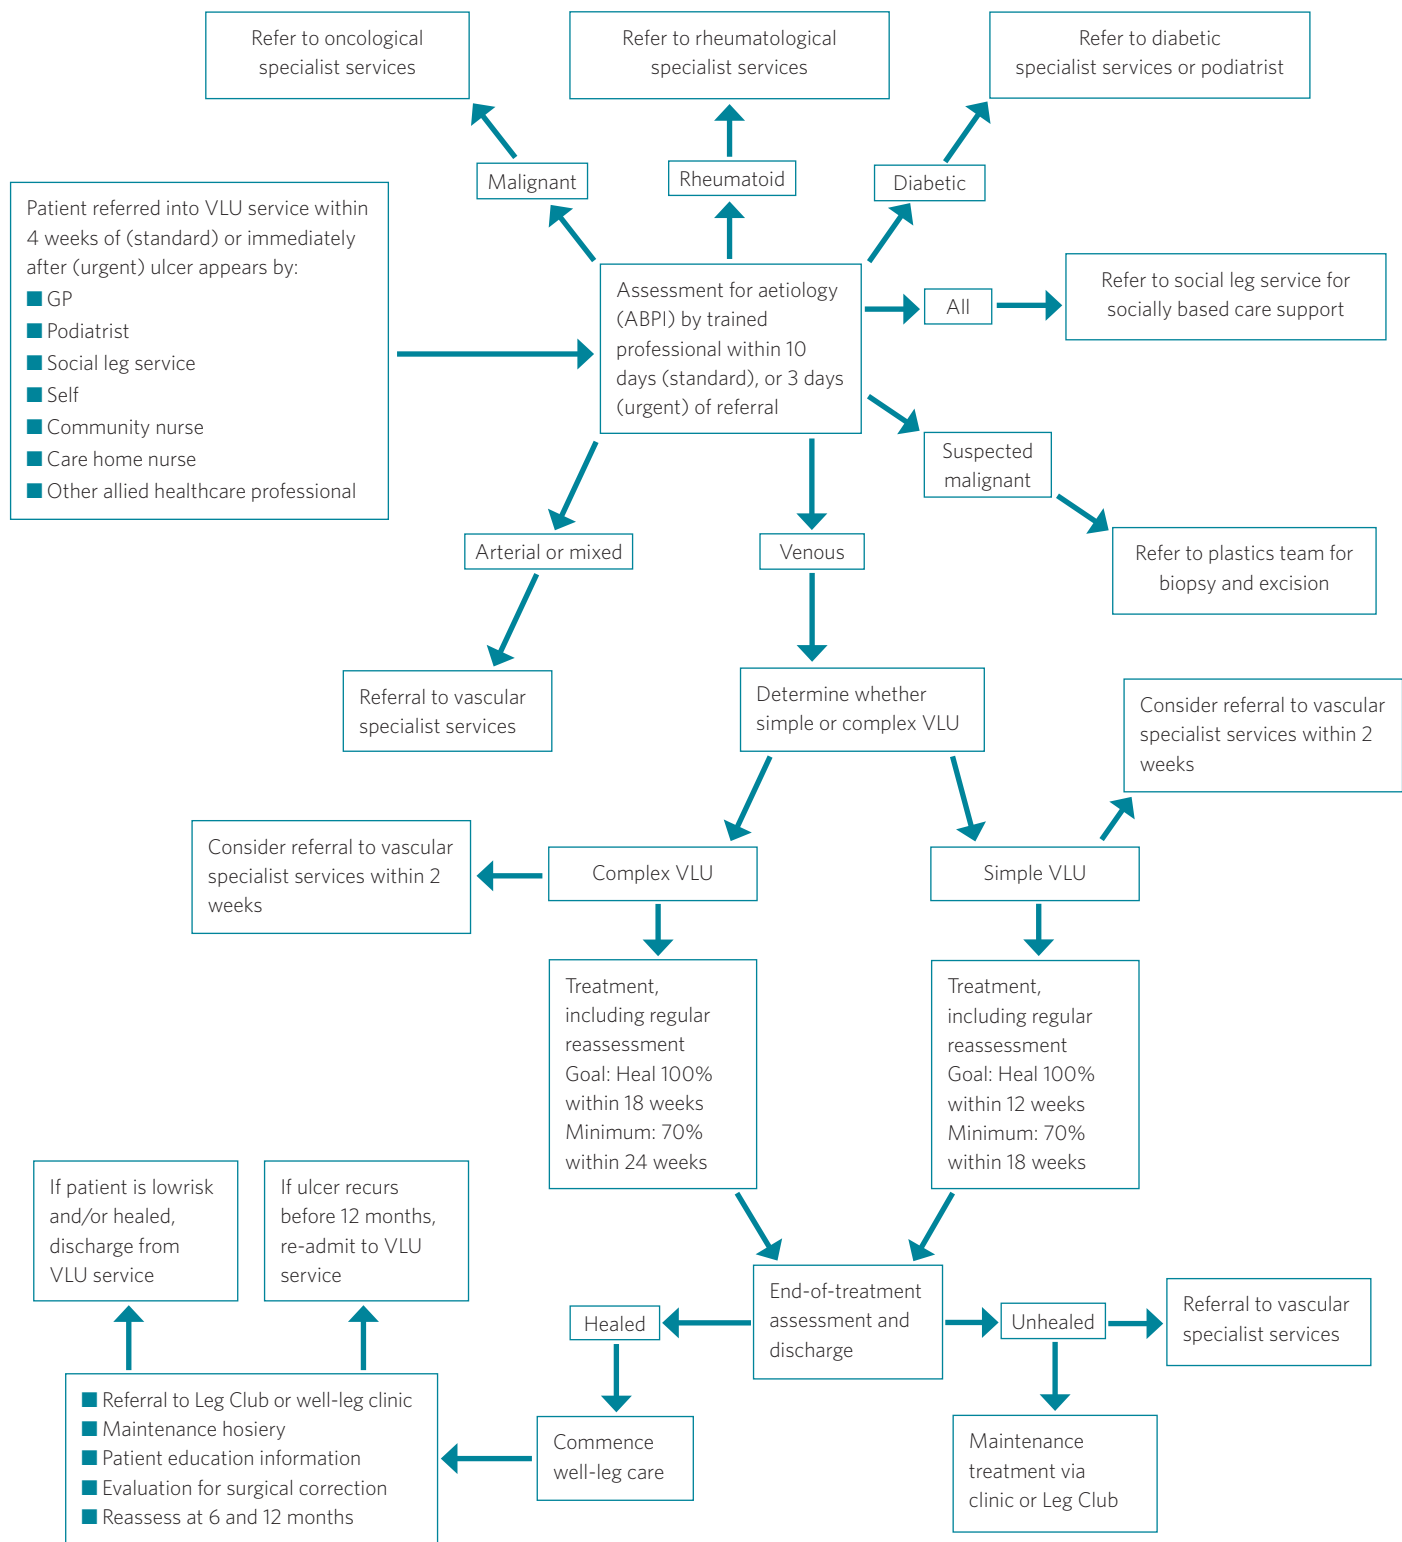 Refer to oncological
specialist services
Refer to rheumatological
specialist services
Refer to diabetic
specialist services or podiatrist
Malignant
Rheumatoid
Diabetic
Patient referred into VLU service within
4 weeks of (standard) or immediately
after (urgent) ulcer appears by:
■ GP
■ Podiatrist
■ Social leg service
■ Self
■ Community nurse
■ Care home nurse
■ Other allied healthcare professional
Assessment for aetiology
(ABPI) by trained
professional within 10
days (standard), or 3 days
(urgent) of referral
All
Refer to social leg service for
socially based care support
Suspected
malignant
Refer to plastics team for
biopsy and excision
Arterial or mixed
Venous
Referral to vascular
specialist services
Determine whether
simple or complex VLU
Consider referral to vascular
specialist services within 2
weeks
Consider referral to vascular
specialist services within 2
weeks
Complex VLU
Simple VLU
Treatment,
including regular
reassessment
Goal: Heal 100%
within 18 weeks
Minimum: 70%
within 24 weeks
Treatment,
including regular
reassessment
Goal: Heal 100%
within 12 weeks
Minimum: 70%
within 18 weeks
If patient is lowrisk
and/or healed,
discharge from
VLU service
If ulcer recurs
before 12 months,
re-admit to VLU
service
End-of-treatment
assessment and
discharge
Healed
Unhealed
Referral to vascular
specialist services
■ Referral to Leg Club or well-leg clinic
■ Maintenance hosiery
■ Patient education information
■ Evaluation for surgical correction
■ Reassess at 6 and 12 months
Commence
well-leg care
Maintenance
treatment via
clinic or Leg Club